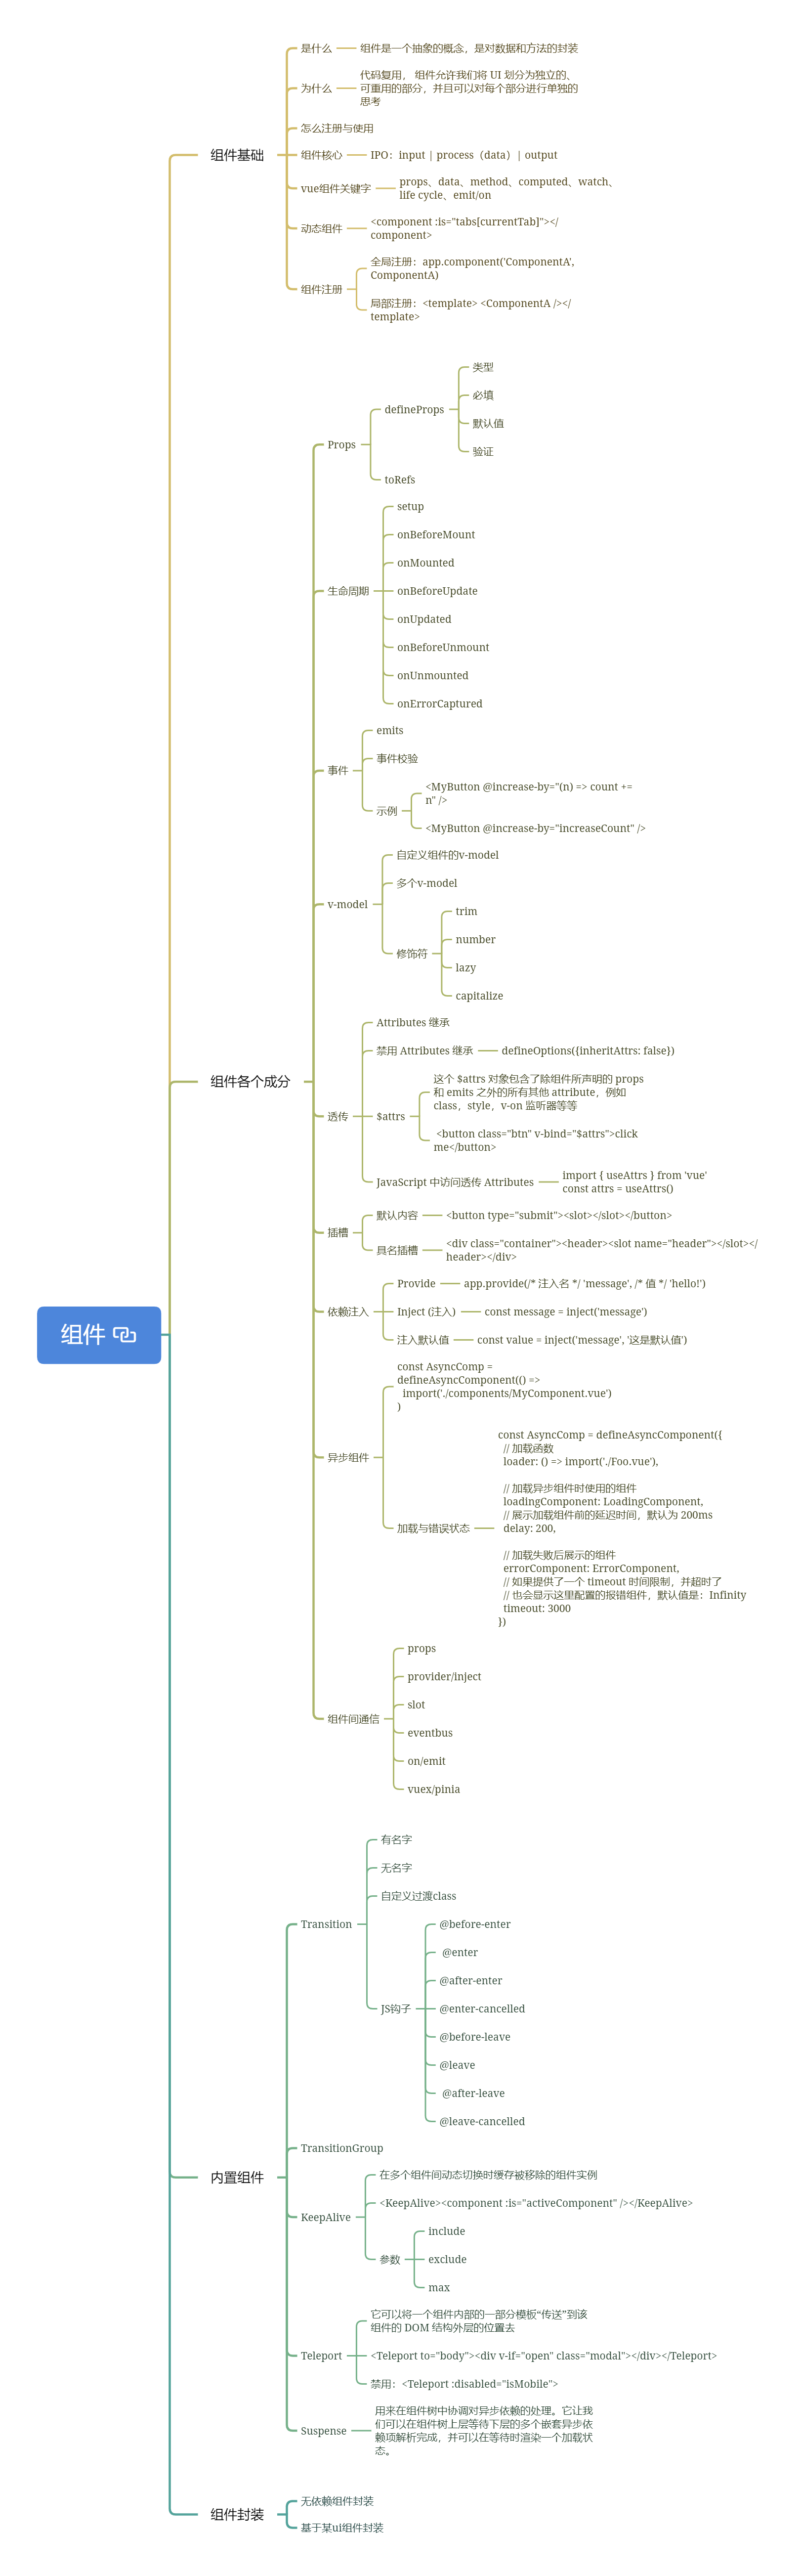 组件
组件基础
是什么
组件是一个抽象的概念，是对数据和方法的封装
为什么
代码复用， 组件允许我们将 UI 划分为独立的、
可重用的部分，并且可以对每个部分进行单独的
思考
怎么注册与使用
组件核心
IPO：input | process（data）| output
vue组件关键字
props、data、method、computed、watch、
life cycle、emit/on
动态组件
<component :is="tabs[currentTab]"></
component>
组件注册
全局注册：app.component('ComponentA',
ComponentA)
局部注册：<template> <ComponentA /></
template>
组件各个成分
Props
defineProps
类型
必填
默认值
验证
toRefs
生命周期
setup
onBeforeMount
onMounted
onBeforeUpdate
onUpdated
onBeforeUnmount
onUnmounted
onErrorCaptured
事件
emits
事件校验
示例
<MyButton @increase-by="(n) => count +=
n" />
<MyButton @increase-by="increaseCount" />
v-model
自定义组件的v-model
多个v-model
修饰符
trim
number
lazy
capitalize
透传
Attributes 继承
禁用 Attributes 继承
defineOptions({inheritAttrs: false})
$attrs
这个 $attrs 对象包含了除组件所声明的 props
和 emits 之外的所有其他 attribute，例如
class，style，v-on 监听器等等
<button class="btn" v-bind="$attrs">click
me</button>
JavaScript 中访问透传 Attributes
import { useAttrs } from 'vue'
const attrs = useAttrs()
插槽
默认内容
<button type="submit"><slot></slot></button>
具名插槽
<div class="container"><header><slot name="header"></slot></
header></div>
依赖注入
Provide
app.provide(/* 注入名 */ 'message', /* 值 */ 'hello!')
Inject (注入)
const message = inject('message')
注入默认值
const value = inject('message', '这是默认值')
异步组件
const AsyncComp =
defineAsyncComponent(() =>
import('./components/MyComponent.vue')
)
加载与错误状态
const AsyncComp = defineAsyncComponent({
// 加载函数
loader: () => import('./Foo.vue'),
// 加载异步组件时使用的组件
loadingComponent: LoadingComponent,
// 展示加载组件前的延迟时间，默认为 200ms
delay: 200,
// 加载失败后展示的组件
errorComponent: ErrorComponent,
// 如果提供了一个 timeout 时间限制，并超时了
// 也会显示这里配置的报错组件，默认值是：Infinity
timeout: 3000
})
组件间通信
props
provider/inject
slot
eventbus
on/emit
vuex/pinia
内置组件
Transition
有名字
无名字
自定义过渡class
JS钩子
@before-enter
@enter
@after-enter
@enter-cancelled
@before-leave
@leave
@after-leave
@leave-cancelled
TransitionGroup
KeepAlive
在多个组件间动态切换时缓存被移除的组件实例
<KeepAlive><component :is="activeComponent" /></KeepAlive>
参数
include
exclude
max
Teleport
它可以将一个组件内部的一部分模板“传送”到该
组件的 DOM 结构外层的位置去
<Teleport to="body"><div v-if="open" class="modal"></div></Teleport>
禁用：<Teleport :disabled="isMobile">
Suspense
用来在组件树中协调对异步依赖的处理。它让我
们可以在组件树上层等待下层的多个嵌套异步依
赖项解析完成，并可以在等待时渲染一个加载状
态。
组件封装
无依赖组件封装
基于某ui组件封装